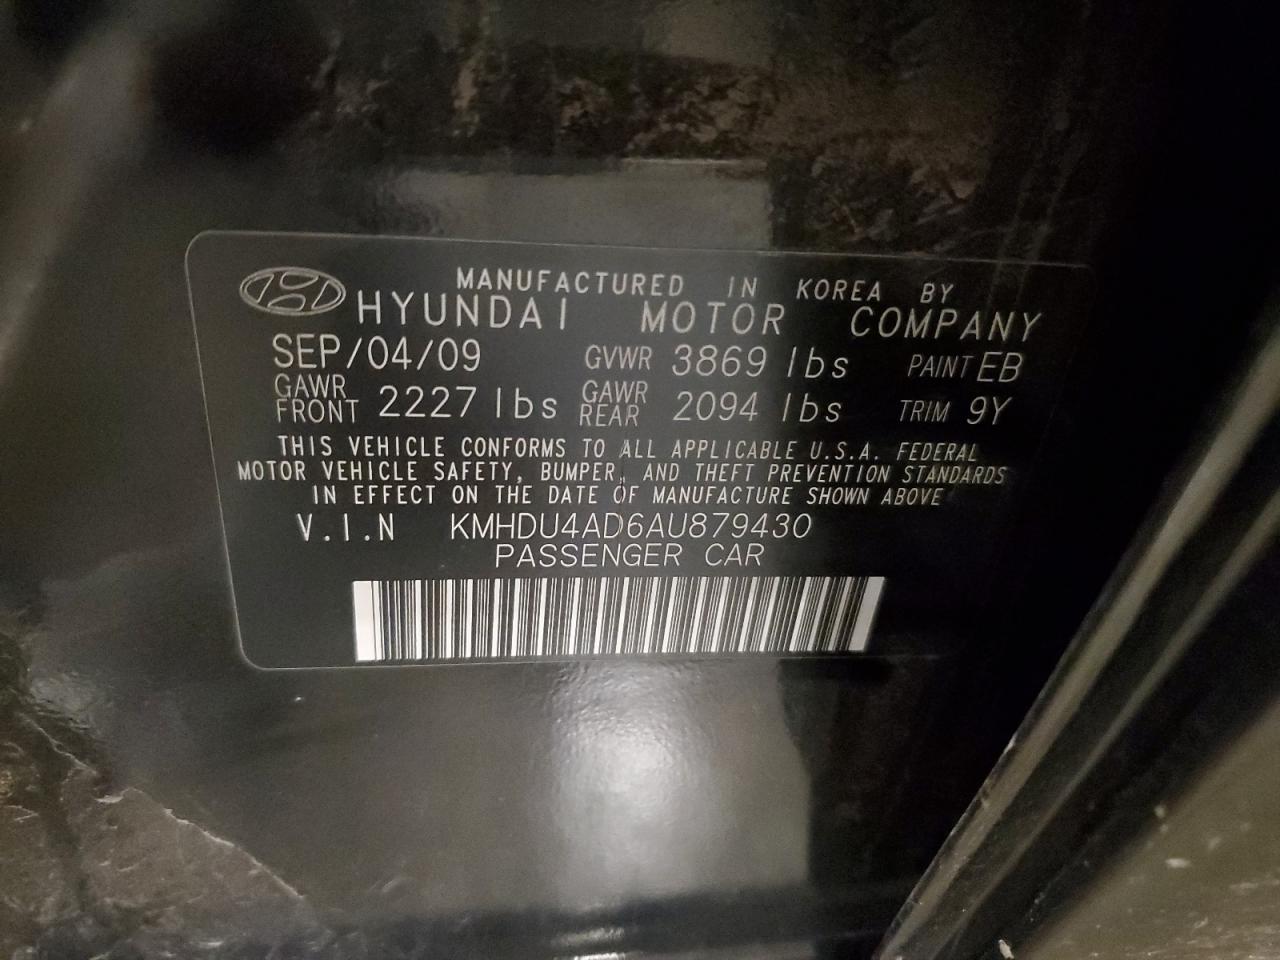 MANUFACTURED IN KOREA BY
HYUNDAI MOTOR COMPANY
SEP/04/09 GVWR 3869 lbs PAINT EB
GAWR FRONT 2227 lbs GAWR REAR 2094 lbs TRIM 9Y
THIS VEHICLE CONFORMS TO ALL APPLICABLE U.S.A. FEDERAL
MOTOR VEHICLE SAFETY, BUMPER, AND THEFT PREVENTION STANDARDS
IN EFFECT ON THE DATE OF MANUFACTURE SHOWN ABOVE
V.I.N KMHDU4AD6AU879430
PASSENGER CAR